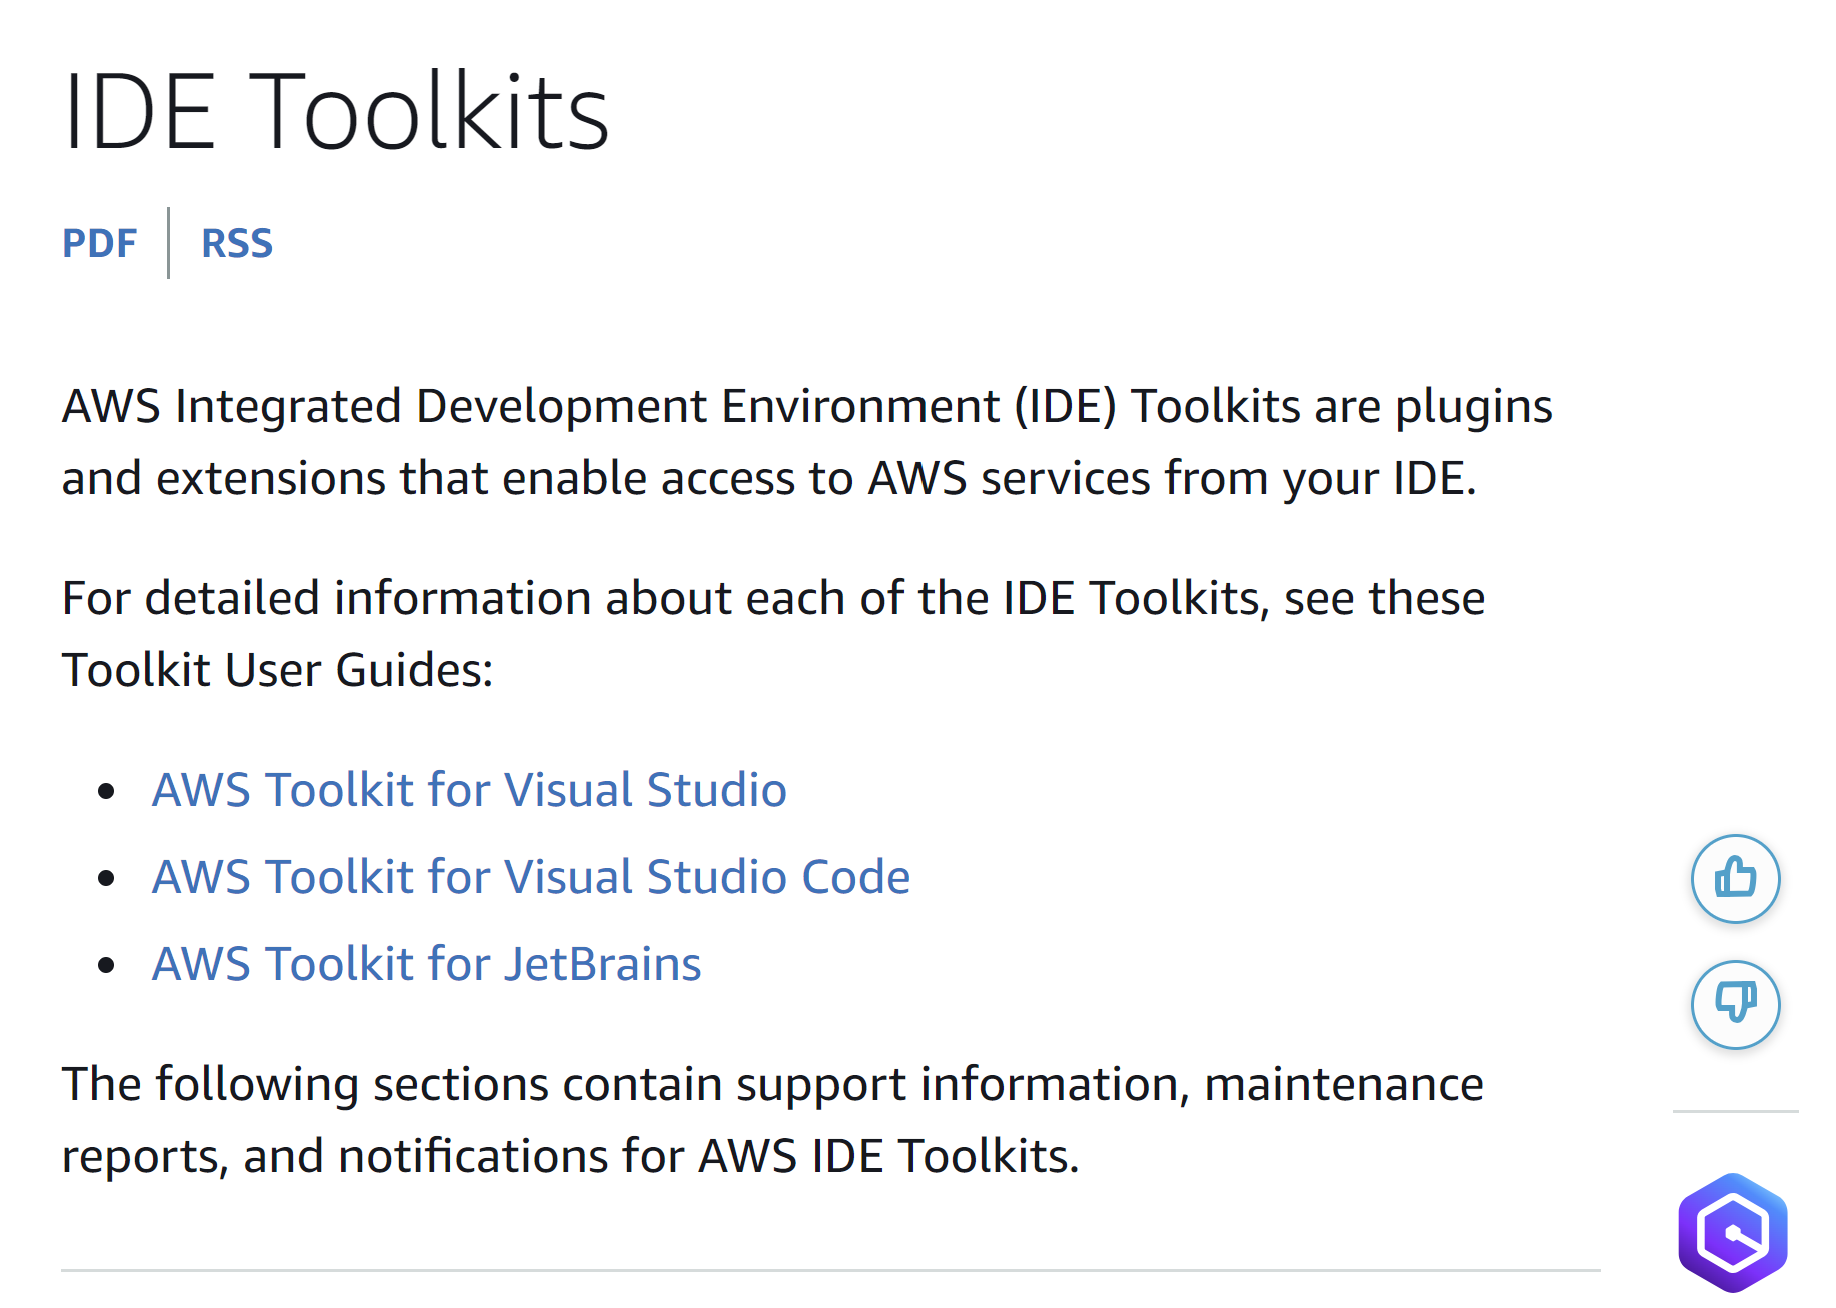 IDE Toolkits
PDF
RSS
AWS Integrated Development Environment (IDE) Toolkits are plugins
and extensions that enable access to AWS services from your IDE.
For detailed information about each of the IDE Toolkits, see these
Toolkit User Guides:
AWS Toolkit for Visual Studio
AWS Toolkit for Visual Studio Code
AWS Toolkit for JetBrains
The following sections contain support information, maintenance
reports, and notifications for AWS IDE Toolkits.